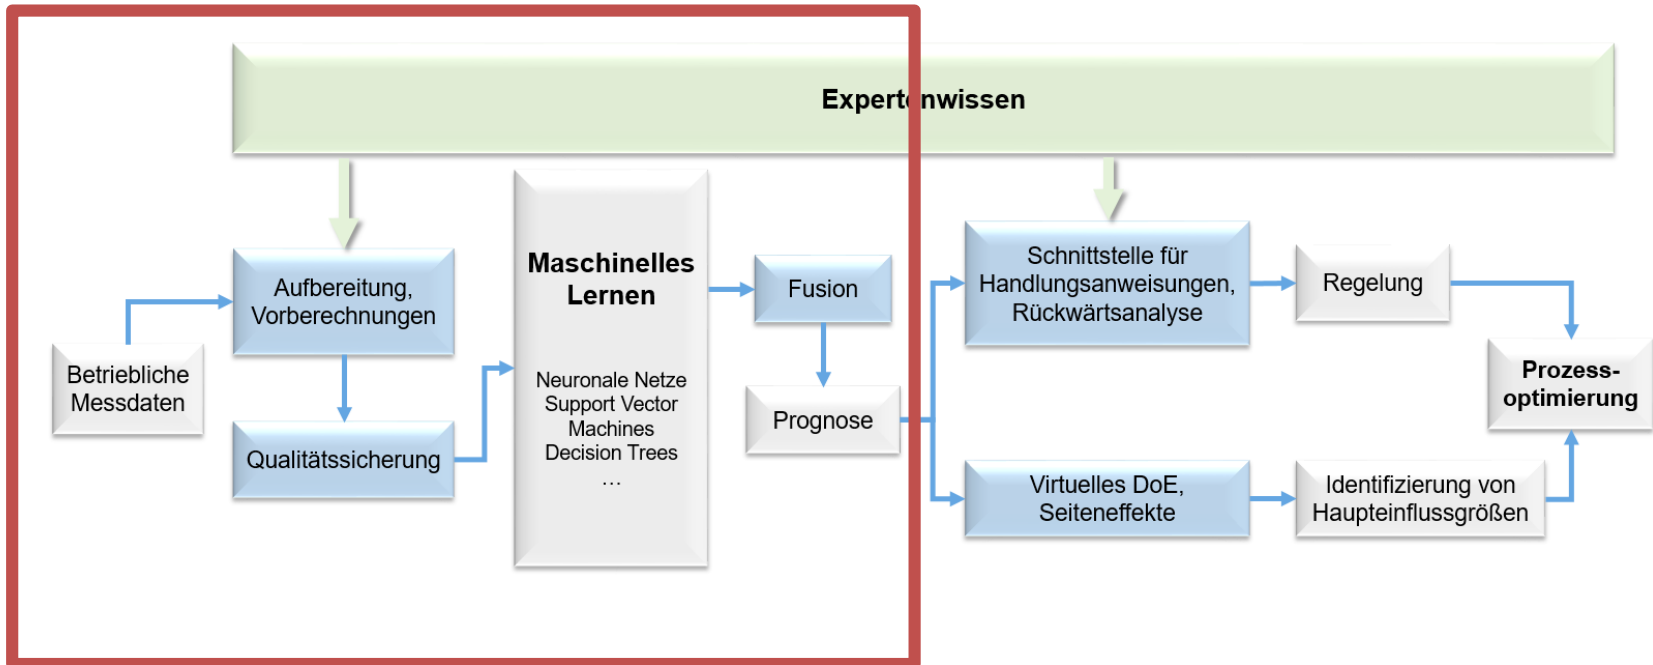 Expertenwissen
Betriebliche
Messdaten
Aufbereitung,
Vorberechnungen
Qualitätssicherung
Maschinelles
Lernen
Neuronale Netze
Support Vector
Machines
Decision Trees
…
Fusion
Prognose
Schnittstelle für
Handlungsanweisungen,
Rückwärtsanalyse
Regelung
Virtuelles DoE,
Seiteneffekte
Identifizierung von
Haupteinflussgrößen
Prozess-
optimierung